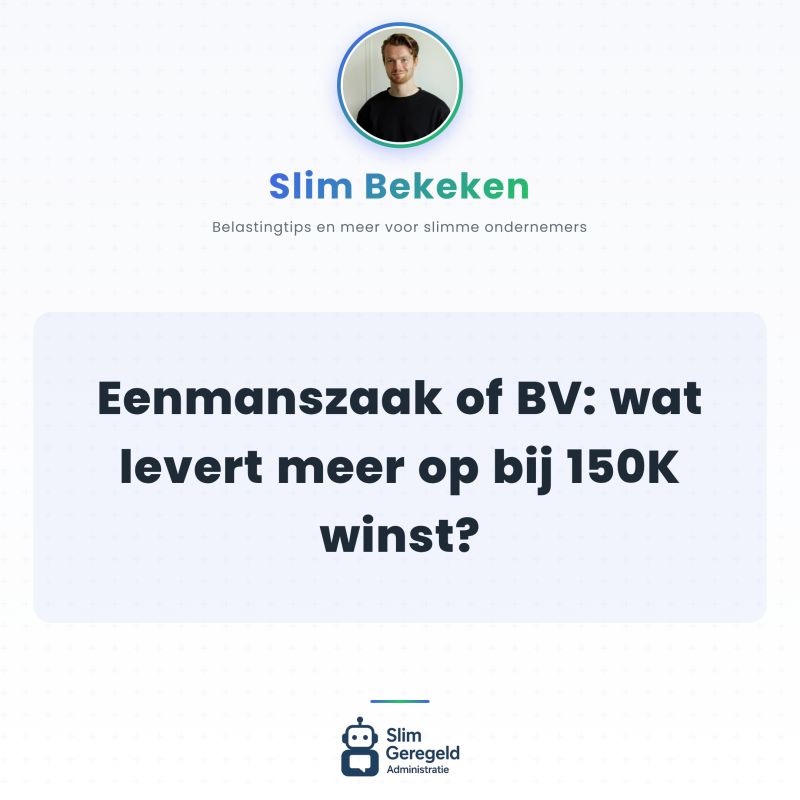 Slim Bekeken
Belastingtips en meer voor slimme ondernemers
Eenmanszaak of BV: wat
levert meer op bij 150K
winst?
Slim
Geregeld
Administratie